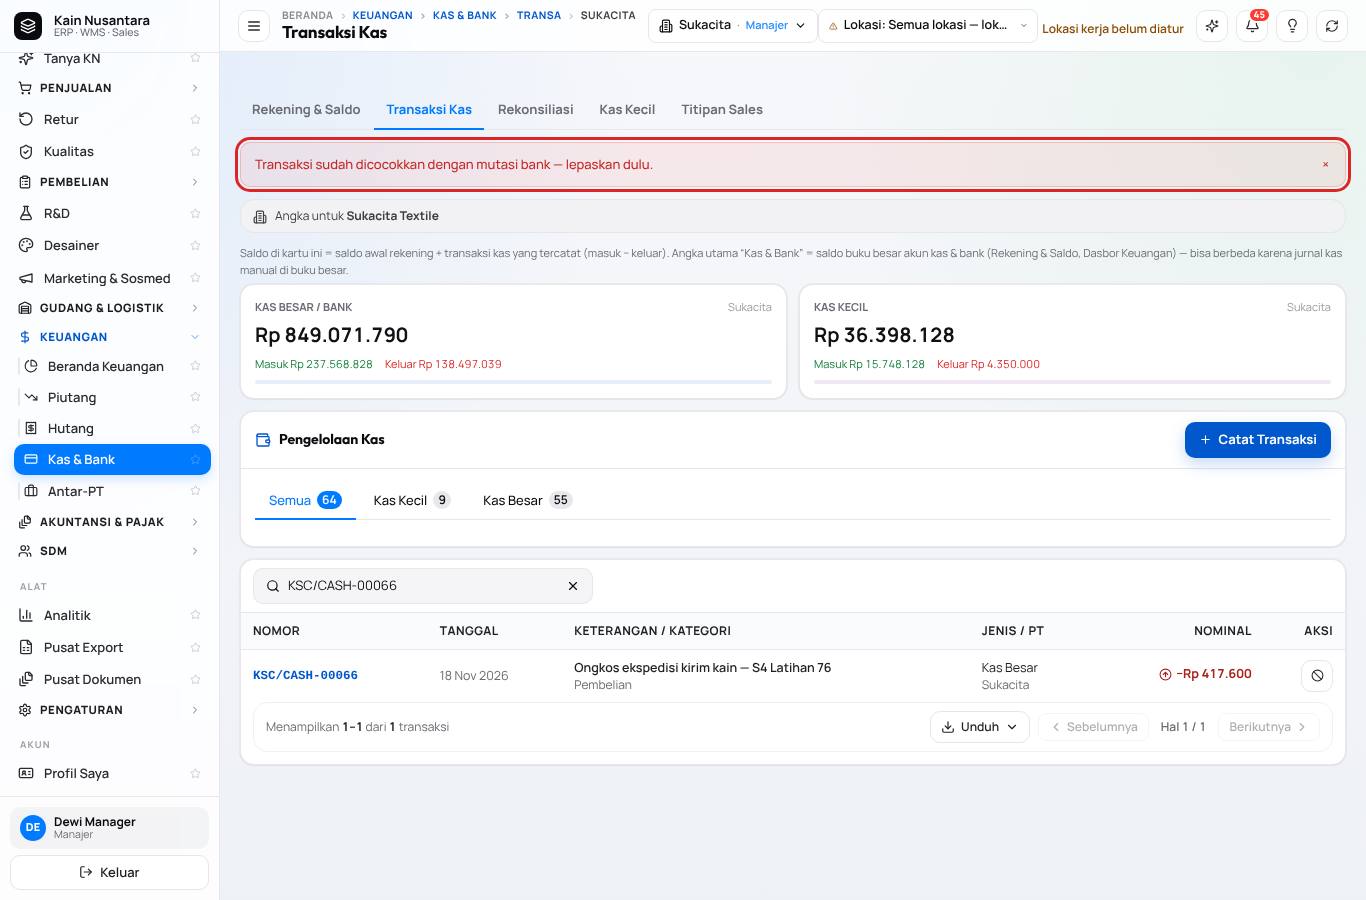 Kain Nusantara
ERP · WMS · Sales
Tanya KN
PENJUALAN
Retur
Kualitas
PEMBELIAN
R&D
Desainer
Marketing & Sosmed
GUDANG & LOGISTIK
KEUANGAN
Beranda Keuangan
Piutang
Hutang
Kas & Bank
Antar-PT
AKUNTANSI & PAJAK
SDM
ALAT
Analitik
Pusat Export
Pusat Dokumen
PENGATURAN
AKUN
Profil Saya
DE
Dewi Manager
Manajer
Keluar
BERANDA > KEUANGAN > KAS & BANK > TRANSA > SUKACITA
Transaksi Kas
Sukacita · Manajer
Lokasi: Semua lokasi — lok...
Lokasi kerja belum diatur
45
Rekening & Saldo
Transaksi Kas
Rekonsiliasi
Kas Kecil
Titipan Sales
Transaksi sudah dicocokkan dengan mutasi bank — lepaskan dulu.
×
Angka untuk Sukacita Textile
Saldo di kartu ini = saldo awal rekening + transaksi kas yang tercatat (masuk − keluar). Angka utama “Kas & Bank” = saldo buku besar akun kas & bank (Rekening & Saldo, Dasbor Keuangan) — bisa berbeda karena jurnal kas
manual di buku besar.
KAS BESAR / BANK
Sukacita
Rp 849.071.790
Masuk Rp 237.568.828
Keluar Rp 138.497.039
KAS KECIL
Sukacita
Rp 36.398.128
Masuk Rp 15.748.128
Keluar Rp 4.350.000
Pengelolaan Kas
+ Catat Transaksi
Semua 64
Kas Kecil 9
Kas Besar 55
KSC/CASH-00066
NOMOR
TANGGAL
KETERANGAN / KATEGORI
JENIS / PT
NOMINAL
AKSI
KSC/CASH-00066
18 Nov 2026
Ongkos ekspedisi kirim kain — S4 Latihan 76
Pembelian
Kas Besar
Sukacita
−Rp 417.600
Menampilkan 1–1 dari 1 transaksi
Unduh
Sebelumnya
Hal 1 / 1
Berikutnya